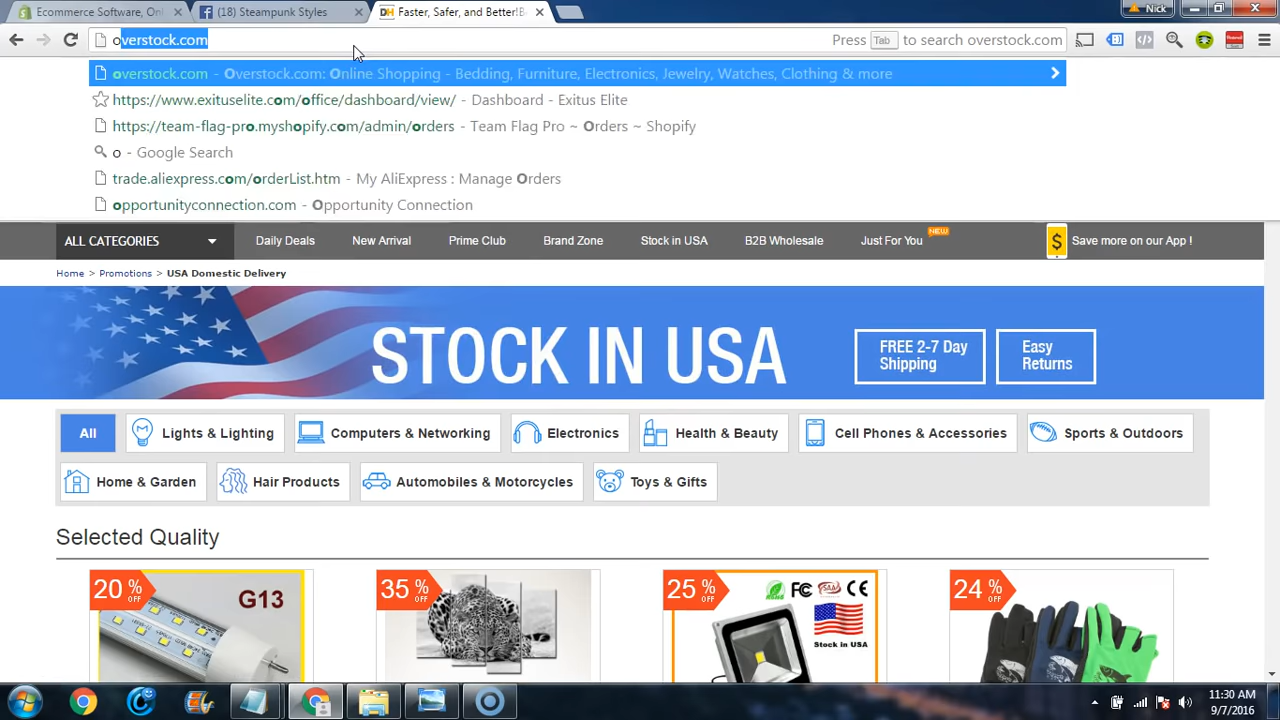 Ecommerce Software, Onl
(18) Steampunk Styles
DH Faster, Safer, and Better!B
Nick
overstock.com
Press Tab to search overstock.com
overstock.com - Overstock.com: Online Shopping - Bedding, Furniture, Electronics, Jewelry, Watches, Clothing & more
https://www.exituselite.com/office/dashboard/view/ - Dashboard - Exitus Elite
https://team-flag-pro.myshopify.com/admin/orders - Team Flag Pro ~ Orders ~ Shopify
o - Google Search
trade.aliexpress.com/orderList.htm - My AliExpress : Manage Orders
opportunityconnection.com - Opportunity Connection
ALL CATEGORIES
Daily Deals
New Arrival
Prime Club
Brand Zone
Stock in USA
B2B Wholesale
Just For You
NEW
$
Save more on our App !
Home > Promotions > USA Domestic Delivery
STOCK IN USA
FREE 2-7 Day
Shipping
Easy
Returns
All
Lights & Lighting
Computers & Networking
Electronics
Health & Beauty
Cell Phones & Accessories
Sports & Outdoors
Home & Garden
Hair Products
Automobiles & Motorcycles
Toys & Gifts
Selected Quality
20 % OFF
G13
35 % OFF
25 % OFF
FC CE
Stock in USA
24 % OFF
11:30 AM
9/7/2016